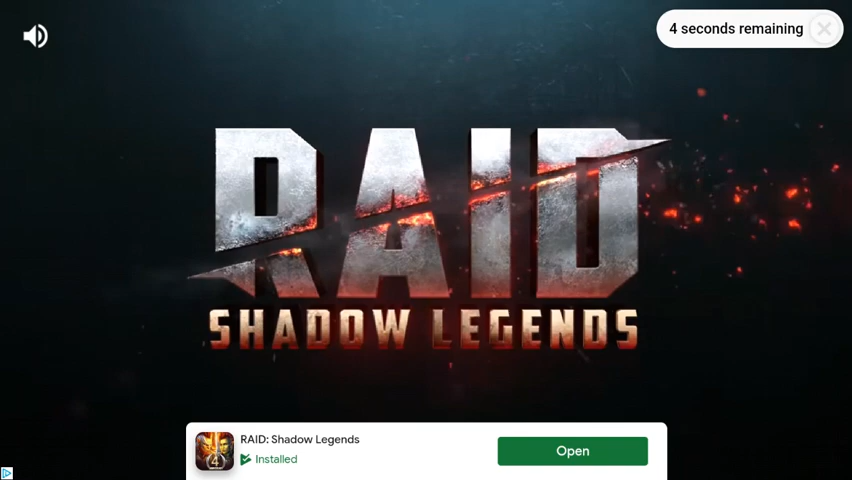 4 seconds remaining
RAID
SHADOW LEGENDS
RAID: Shadow Legends
Installed
Open